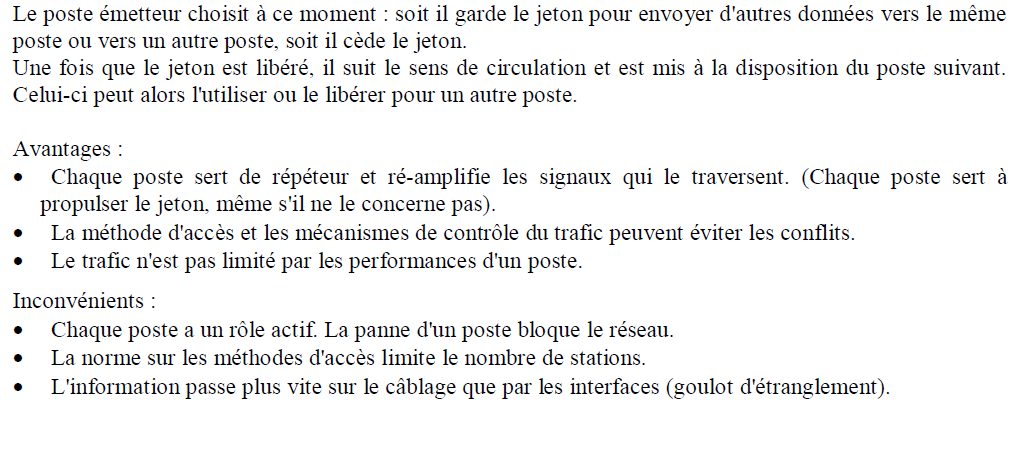 Le poste émetteur choisit à ce moment : soit il garde le jeton pour envoyer d'autres données vers le même
poste ou vers un autre poste, soit il cède le jeton.
Une fois que le jeton est libéré, il suit le sens de circulation et est mis à la disposition du poste suivant.
Celui-ci peut alors l'utiliser ou le libérer pour un autre poste.
Avantages :
• Chaque poste sert de répéteur et ré-amplifie les signaux qui le traversent. (Chaque poste sert à
propulser le jeton, même s'il ne le concerne pas).
• La méthode d'accès et les mécanismes de contrôle du trafic peuvent éviter les conflits.
• Le trafic n'est pas limité par les performances d'un poste.
Inconvénients :
• Chaque poste a un rôle actif. La panne d'un poste bloque le réseau.
• La norme sur les méthodes d'accès limite le nombre de stations.
• L'information passe plus vite sur le câblage que par les interfaces (goulot d'étranglement).